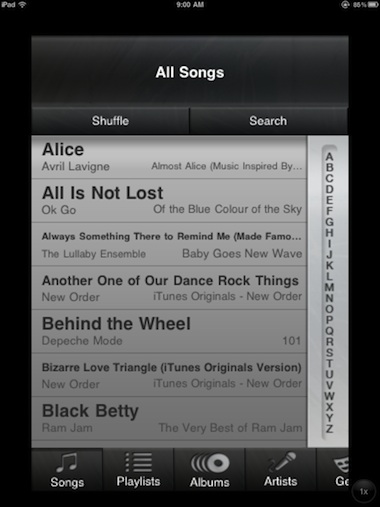 iPad 9:00 AM 85%
All Songs
Shuffle Search
Alice
Avril Lavigne Almost Alice (Music Inspired By…
All Is Not Lost
Ok Go Of the Blue Colour of the Sky
Always Something There to Remind Me (Made Famo…
The Lullaby Ensemble Baby Goes New Wave
Another One of Our Dance Rock Things
New Order iTunes Originals - New Order
Behind the Wheel
Depeche Mode 101
Bizarre Love Triangle (iTunes Originals Version)
New Order iTunes Originals - New Order
Black Betty
Ram Jam The Very Best of Ram Jam
A
B
C
D
E
F
G
H
I
J
K
L
M
N
O
P
Q
R
S
T
U
V
W
X
Y
Z
Songs Playlists Albums Artists Ge
1x